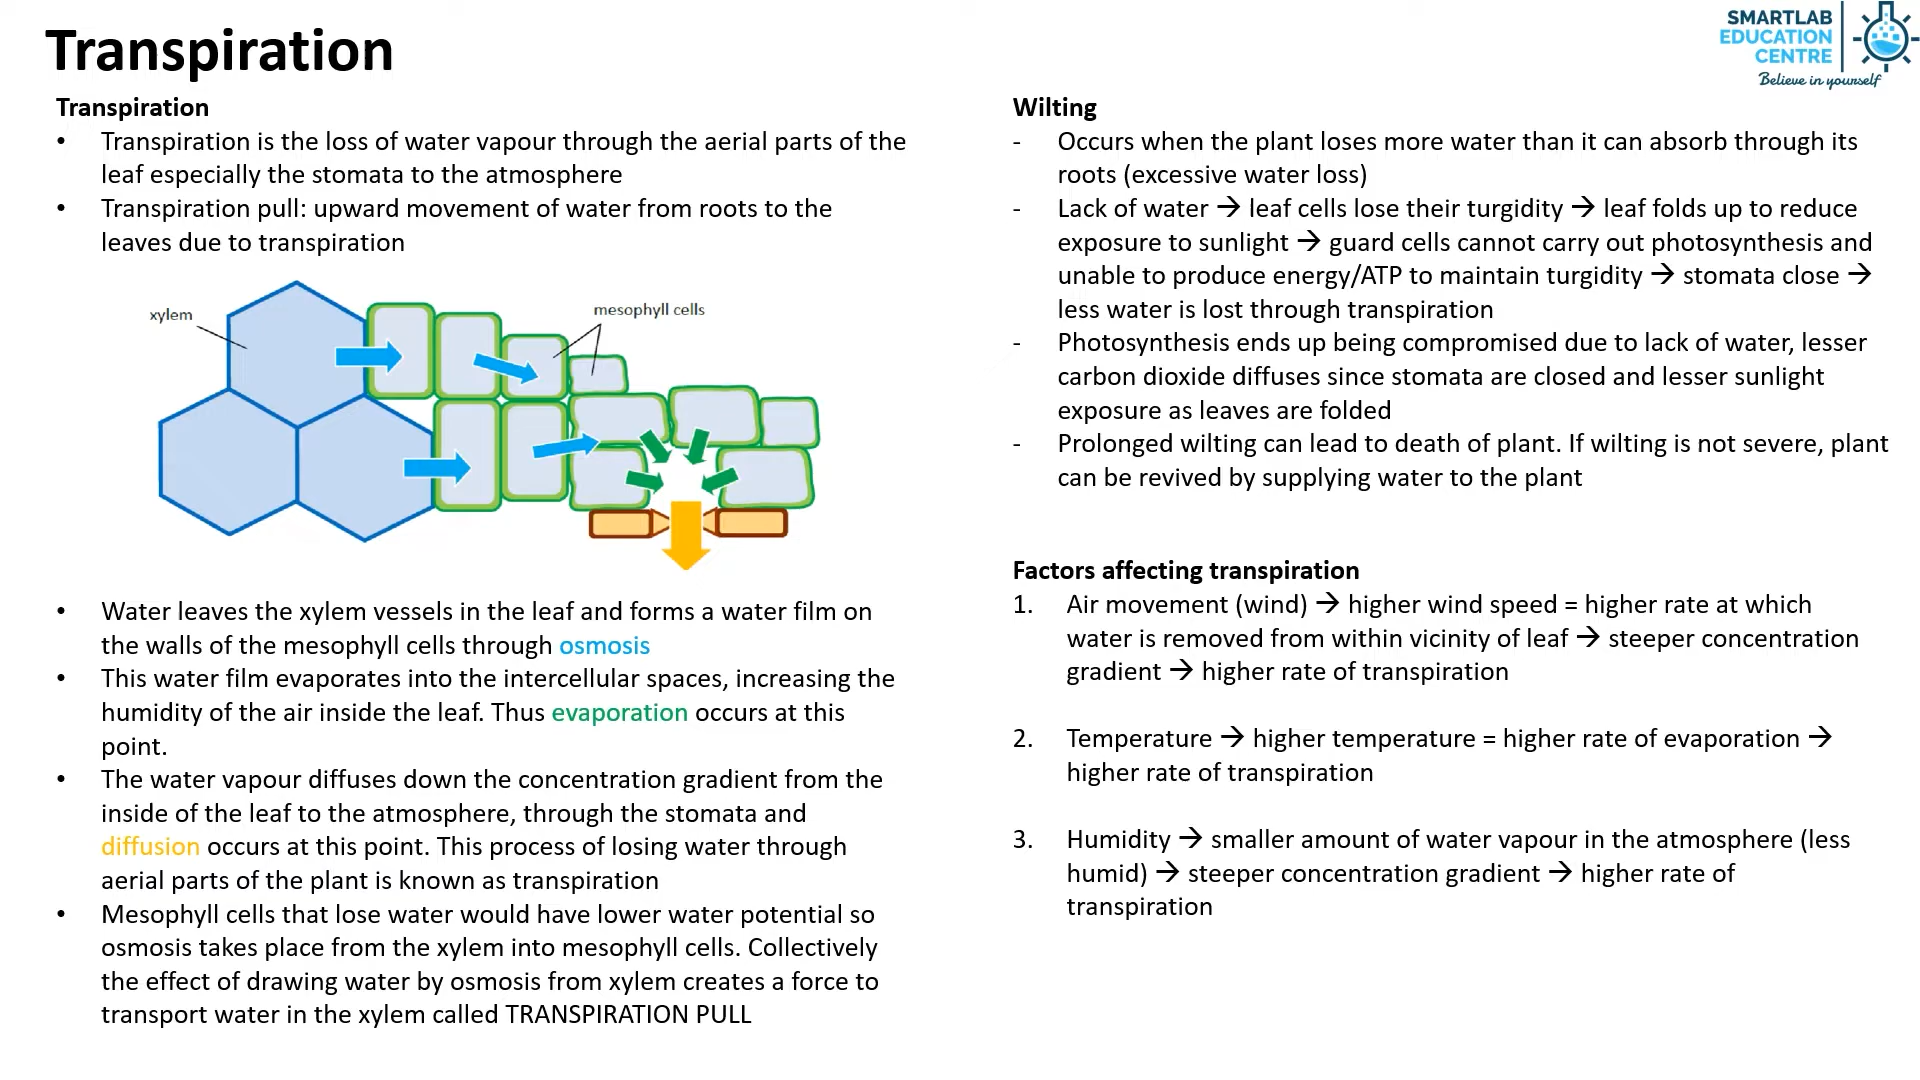 Transpiration
SMARTLAB
EDUCATION
CENTRE
Believe in yourself
Transpiration
• Transpiration is the loss of water vapour through the aerial parts of the
leaf especially the stomata to the atmosphere
• Transpiration pull: upward movement of water from roots to the
leaves due to transpiration
xylem
mesophyll cells
• Water leaves the xylem vessels in the leaf and forms a water film on
the walls of the mesophyll cells through osmosis
• This water film evaporates into the intercellular spaces, increasing the
humidity of the air inside the leaf. Thus evaporation occurs at this
point.
• The water vapour diffuses down the concentration gradient from the
inside of the leaf to the atmosphere, through the stomata and
diffusion occurs at this point. This process of losing water through
aerial parts of the plant is known as transpiration
• Mesophyll cells that lose water would have lower water potential so
osmosis takes place from the xylem into mesophyll cells. Collectively
the effect of drawing water by osmosis from xylem creates a force to
transport water in the xylem called TRANSPIRATION PULL
Wilting
- Occurs when the plant loses more water than it can absorb through its
roots (excessive water loss)
- Lack of water → leaf cells lose their turgidity → leaf folds up to reduce
exposure to sunlight → guard cells cannot carry out photosynthesis and
unable to produce energy/ATP to maintain turgidity → stomata close →
less water is lost through transpiration
- Photosynthesis ends up being compromised due to lack of water, lesser
carbon dioxide diffuses since stomata are closed and lesser sunlight
exposure as leaves are folded
- Prolonged wilting can lead to death of plant. If wilting is not severe, plant
can be revived by supplying water to the plant
Factors affecting transpiration
1. Air movement (wind) → higher wind speed = higher rate at which
water is removed from within vicinity of leaf → steeper concentration
gradient → higher rate of transpiration
2. Temperature → higher temperature = higher rate of evaporation →
higher rate of transpiration
3. Humidity → smaller amount of water vapour in the atmosphere (less
humid) → steeper concentration gradient → higher rate of
transpiration